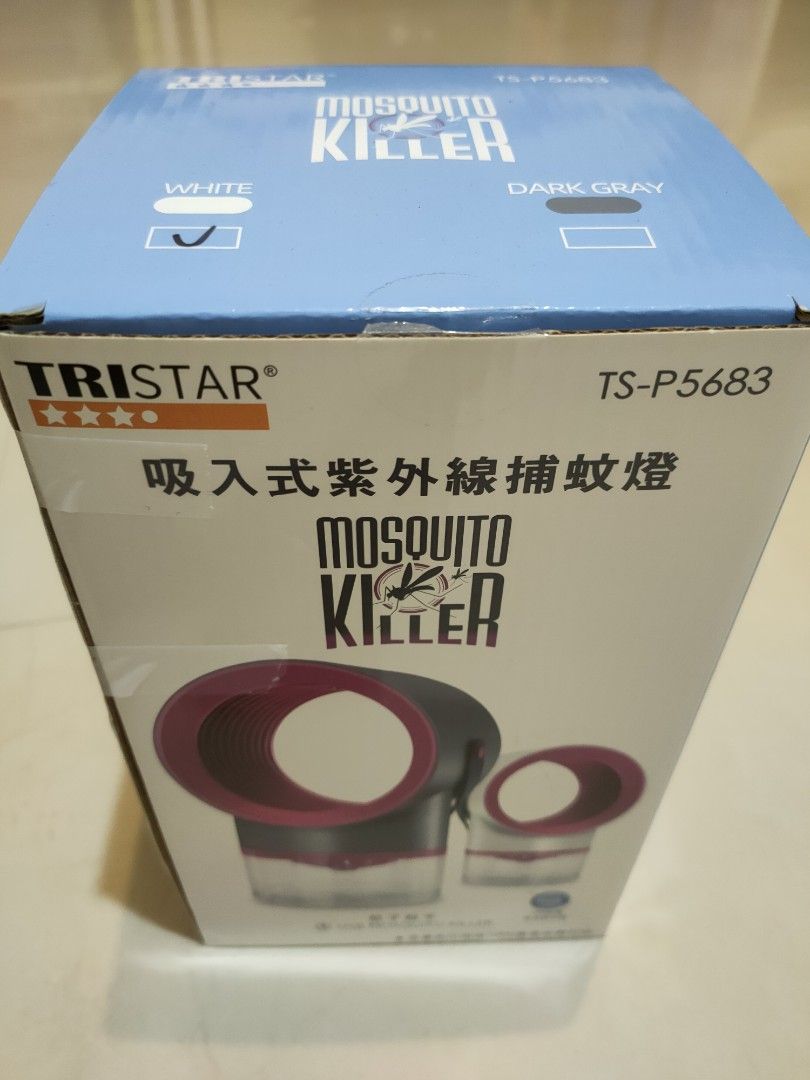 TRISTAR TS-P5683
MOSQUITO
KILLER
WHITE DARK GRAY
TRISTAR® TS-P5683
吸入式紫外線捕蚊燈
MOSQUITO
KILLER